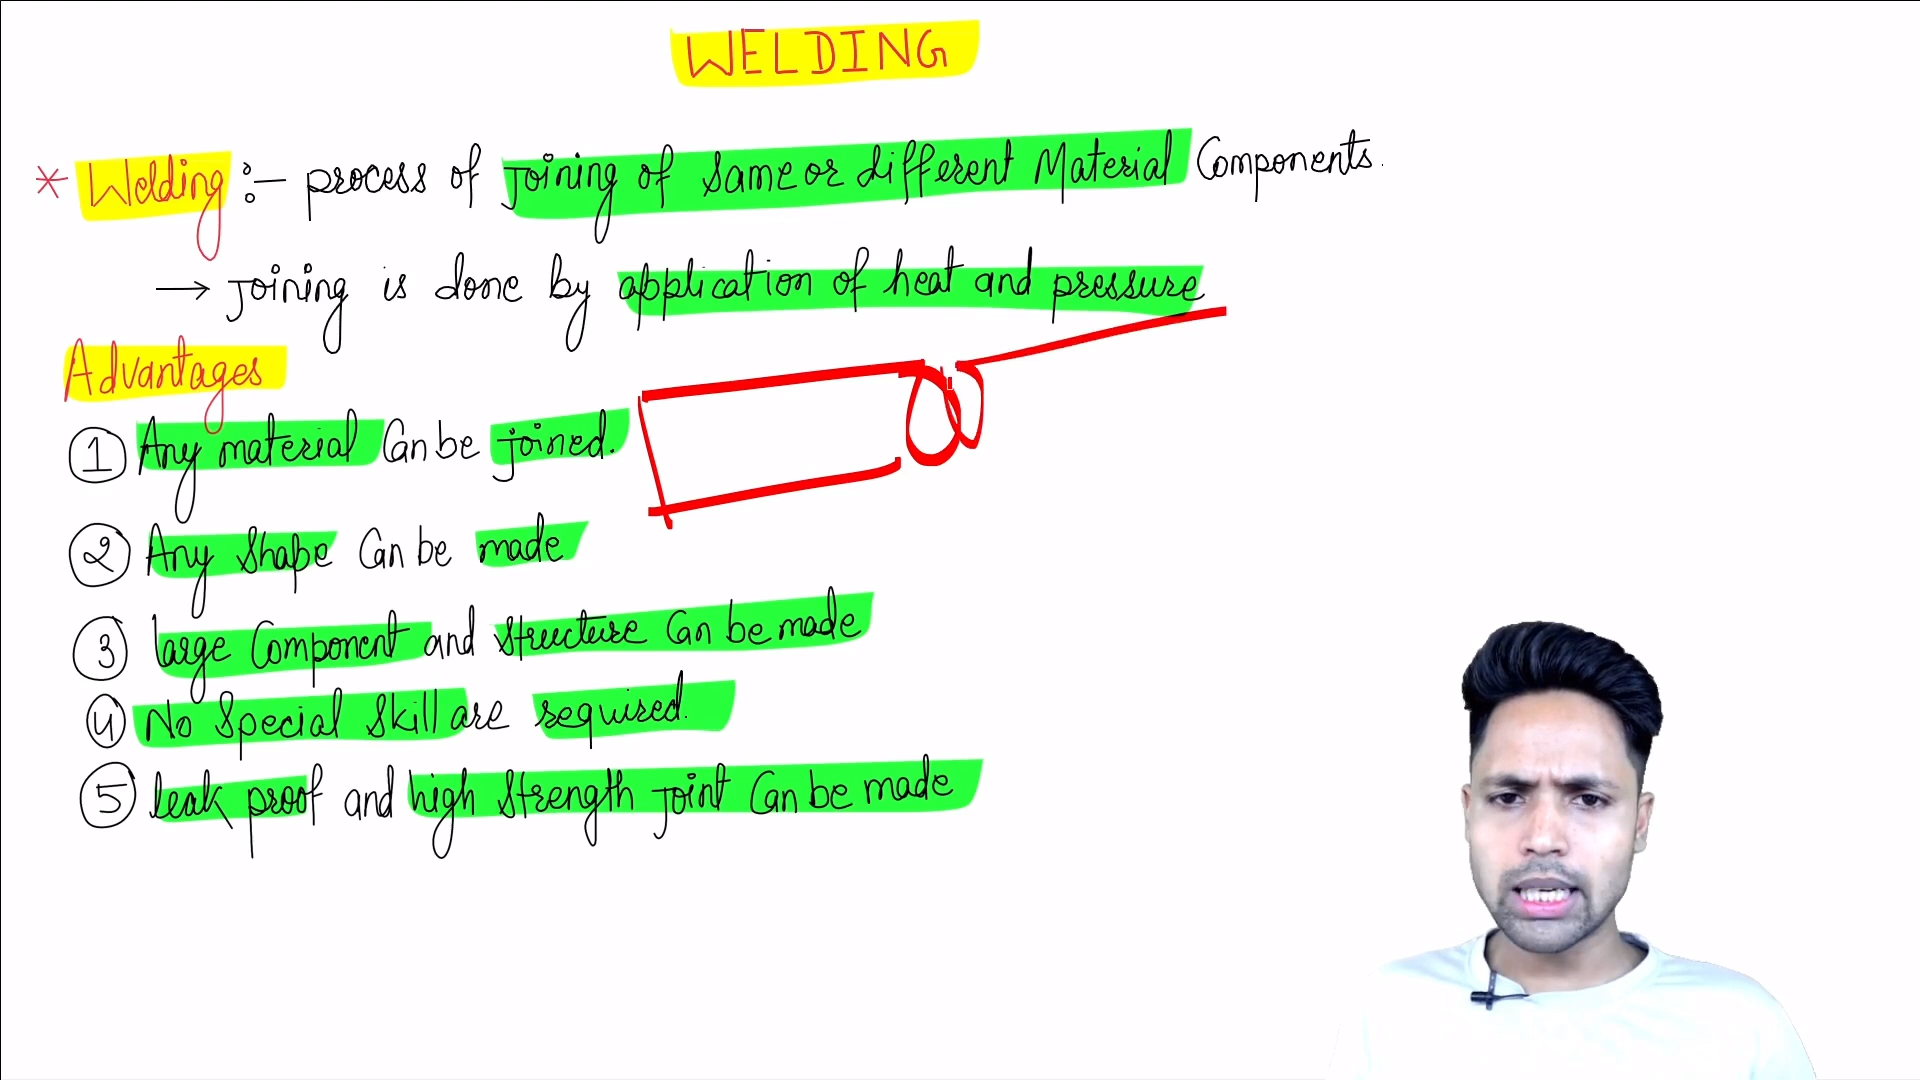 WELDING
* Welding :- process of joining of same or different Material Components.
→ joining is done by application of heat and pressure
Advantages
① Any material Can be joined.
② Any shape Can be made
③ large Component and structure Can be made
④ No special skill are required.
⑤ leak proof and high strength joint Can be made